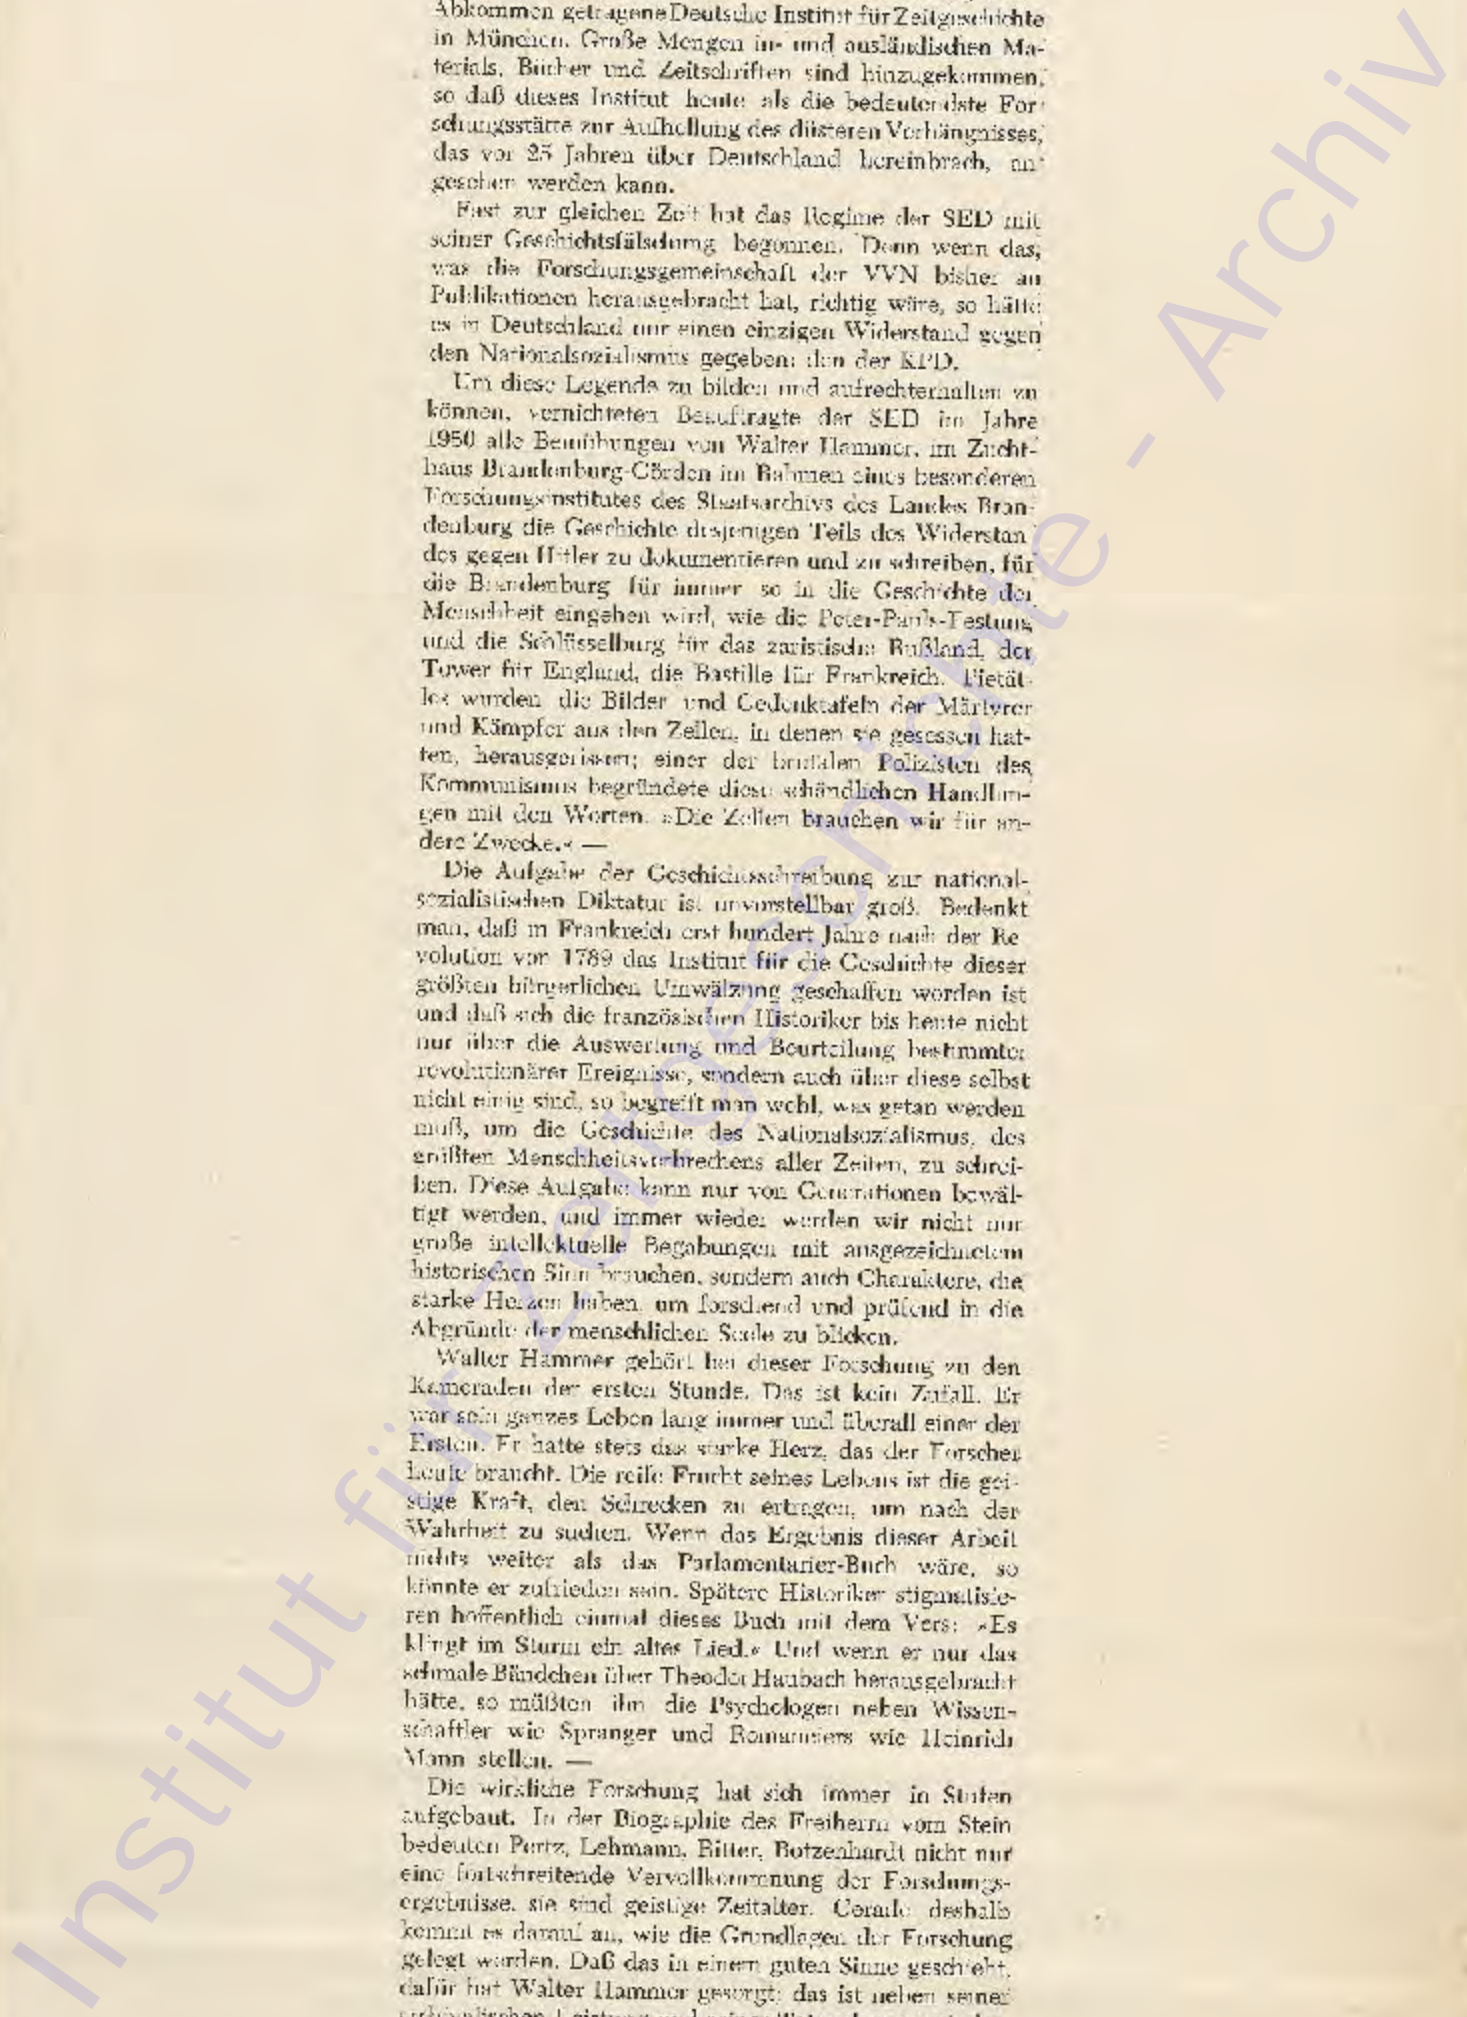 Abkommen getragene Deutsche Institut für Zeitgeschichte
in München. Große Mengen in- und ausländischen Ma-
terials, Bücher und Zeitschriften sind hinzugekommen,
so daß dieses Institut heute als die bedeutendste For-
schungsstätte zur Aufhellung des düsteren Verhängnisses,
das vor 25 Jahren über Deutschland hereinbrach, an-
gesehen werden kann.
Fast zur gleichen Zeit hat das Regime der SED mit
seiner Geschichtsfälschung begonnen. Denn wenn das,
was die Forschungsgemeinschaft der VVN bisher an
Publikationen herausgebracht hat, richtig wäre, so hätte
es in Deutschland nur einen einzigen Widerstand gegen
den Nationalsozialismus gegeben: den der KPD.
Um diese Legende zu bilden und aufrechterhalten zu
können, vernichteten Beauftragte der SED im Jahre
1950 alle Bemühungen von Walter Hammer, im Zucht-
haus Brandenburg-Görden im Rahmen eines besonderen
Forschungsinstitutes des Staatsarchivs des Landes Bran-
denburg die Geschichte desjenigen Teils des Widerstan-
des gegen Hitler zu dokumentieren und zu schreiben, für
die Brandenburg für immer so in die Geschichte der
Menschheit eingehen wird, wie die Peter-Pauls-Festung
und die Schlüsselburg für das zaristische Rußland, der
Tower für England, die Bastille für Frankreich. Pietät-
los wurden die Bilder und Gedenktafeln der Märtyrer
und Kämpfer aus den Zellen, in denen sie gesessen hat-
ten, herausgerissen; einer der brutalen Polizisten des
Kommunismus begründete diese schändlichen Handlun-
gen mit den Worten: »Die Zellen brauchen wir für an-
dere Zwecke.« —
Die Aufgabe der Geschichtsschreibung zur national-
sozialistischen Diktatur ist unvorstellbar groß. Bedenkt
man, daß in Frankreich erst hundert Jahre nach der Re-
volution von 1789 das Institut für die Geschichte dieser
größten bürgerlichen Umwälzung geschaffen worden ist
und daß sich die französischen Historiker bis heute nicht
nur über die Auswertung und Beurteilung bestimmter
revolutionärer Ereignisse, sondern auch über diese selbst
nicht einig sind, so begreift man wohl, was getan werden
muß, um die Geschichte des Nationalsozialismus, des
größten Menschheitsverbrechens aller Zeiten, zu schrei-
ben. Diese Aufgabe kann nur von Generationen bewäl-
tigt werden, und immer wieder werden wir nicht nur
große intellektuelle Begabungen mit ausgezeichnetem
historischen Sinn brauchen, sondern auch Charaktere, die
starke Herzen haben, um forschend und prüfend in die
Abgründe der menschlichen Seele zu blicken.
Walter Hammer gehört bei dieser Forschung zu den
Kameraden der ersten Stunde. Das ist kein Zufall. Er
war sein ganzes Leben lang immer und überall einer der
Ersten. Er hatte stets das starke Herz, das der Forscher
heute braucht. Die reife Frucht seines Lebens ist die gei-
stige Kraft, den Schrecken zu ertragen, um nach der
Wahrheit zu suchen. Wenn das Ergebnis dieser Arbeit
nichts weiter als das Parlamentarier-Buch wäre, so
könnte er zufrieden sein. Spätere Historiker stigmatisie-
ren hoffentlich einmal dieses Buch mit dem Vers: »Es
klingt im Sturm ein altes Lied.« Und wenn er nur das
schmale Bändchen über Theodor Haubach herausgebracht
hätte, so müßten ihn die Psychologen neben Wissen-
schaftler wie Spranger und Romanciers wie Heinrich
Mann stellen. —
Die wirkliche Forschung hat sich immer in Stufen
aufgebaut. In der Biographie des Freiherrn vom Stein
bedeuten Pertz, Lehmann, Ritter, Botzenhardt nicht nur
eine fortschreitende Vervollkommnung der Forschungs-
ergebnisse, sie sind geistige Zeitalter. Gerade deshalb
kommt es darauf an, wie die Grundlagen der Forschung
gelegt wurden. Daß das in einem guten Sinne geschieht,
dafür hat Walter Hammer gesorgt; das ist neben seiner
Institut für Zeitgeschichte - Archiv